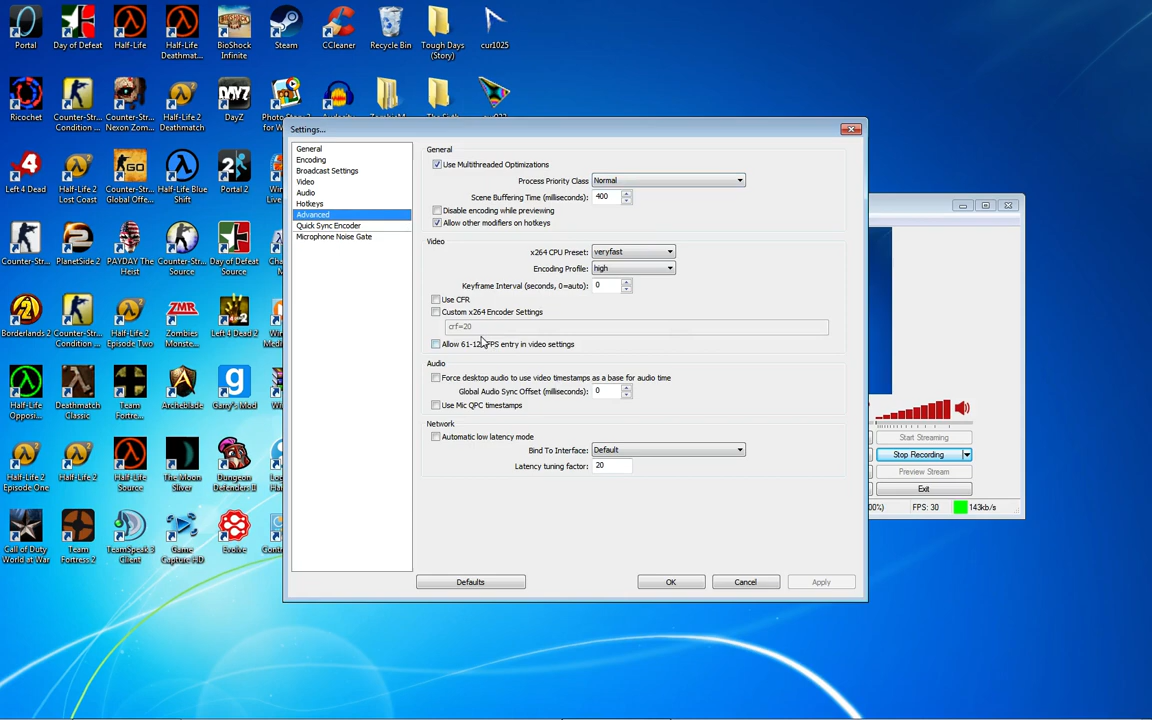 Portal
Day of Defeat
Half-Life
Half-Life
Deathmat...
BioShock
Infinite
Steam
CCleaner
Recycle Bin
Tough Days
(Story)
cur1025
Ricochet
Counter-Str...
Condition ...
Counter-Str...
Nexon Zom...
Half-Life 2
Deathmatch
DayZ
Left 4 Dead
Half-Life 2
Lost Coast
Counter-Str...
Half-Life Blue
Shift
Portal 2
Counter-Str...
PlanetSide 2
PAYDAY The
Heist
Counter-Str...
Source
Day of Defeat
Source
Borderlands 2
Counter-Str...
Condition ...
Half-Life 2
Episode Two
Zombies
Monste...
Left 4 Dead 2
Half-Life
Opposi...
Deathmatch
Classic
Team
Fortre...
Archeblade
Garry's Mod
Half-Life 2
Episode One
Half-Life 2
Half-Life
Source
The Moon
Sliver
Dungeon
Defenders II
Call of Duty
World at War
Team
Fortress 2
TeamSpeak 3
Client
Game
Capture HD
Evolve
Settings...
General
Encoding
Broadcast Settings
Video
Audio
Hotkeys
Advanced
Quick Sync Encoder
Microphone Noise Gate
General
Use Multithreaded Optimizations
Process Priority Class
Normal
Scene Buffering Time (milliseconds):
400
Disable encoding while previewing
Allow other modifiers on hotkeys
Video
x264 CPU Preset:
veryfast
Encoding Profile:
high
Keyframe Interval (seconds, 0=auto):
0
Use CFR
Custom x264 Encoder Settings
crf=20
Allow 61-12 FPS entry in video settings
Audio
Force desktop audio to use video timestamps as a base for audio time
Global Audio Sync Offset (milliseconds):
0
Use Mic QPC timestamps
Network
Automatic low latency mode
Bind To Interface:
Default
Latency tuning factor:
20
Defaults
OK
Cancel
Apply
Start Streaming
Stop Recording
Preview Stream
Exit
FPS: 30
143kb/s